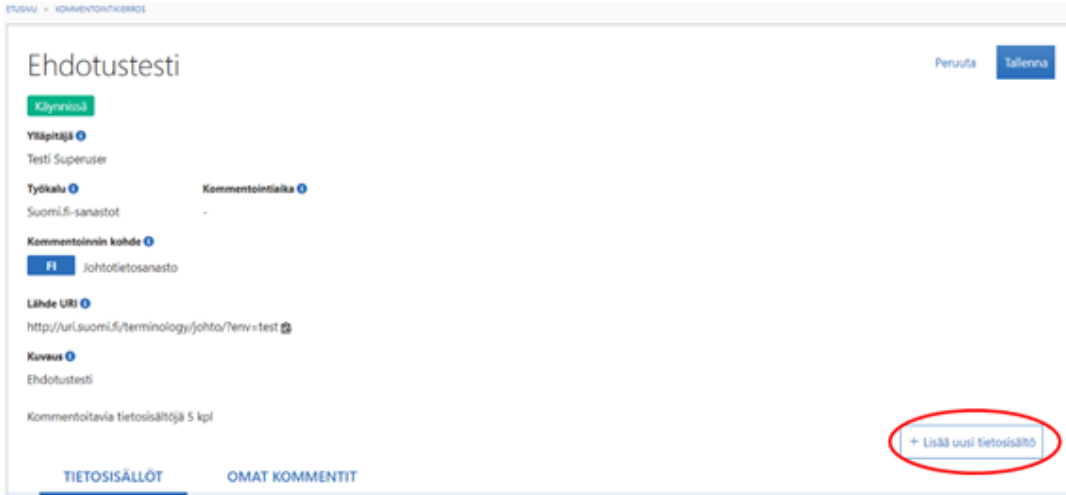 ETUSIVU > KOMMENTOINTIKIERROS
Ehdotustesti
Peruuta Tallenna
Käynnissä
Ylläpitäjä
Testi Superuser
Työkalu Kommentointiaika
Suomi.fi-sanastot -
Kommentoinnin kohde
FI Johtotietosanasto
Lähde URI
http://uri.suomi.fi/terminology/johto/?env=test
Kuvaus
Ehdotustesti
Kommentoitavia tietosisältöjä 5 kpl
+ Lisää uusi tietosisältö
TIETOSISÄLLÖT OMAT KOMMENTIT